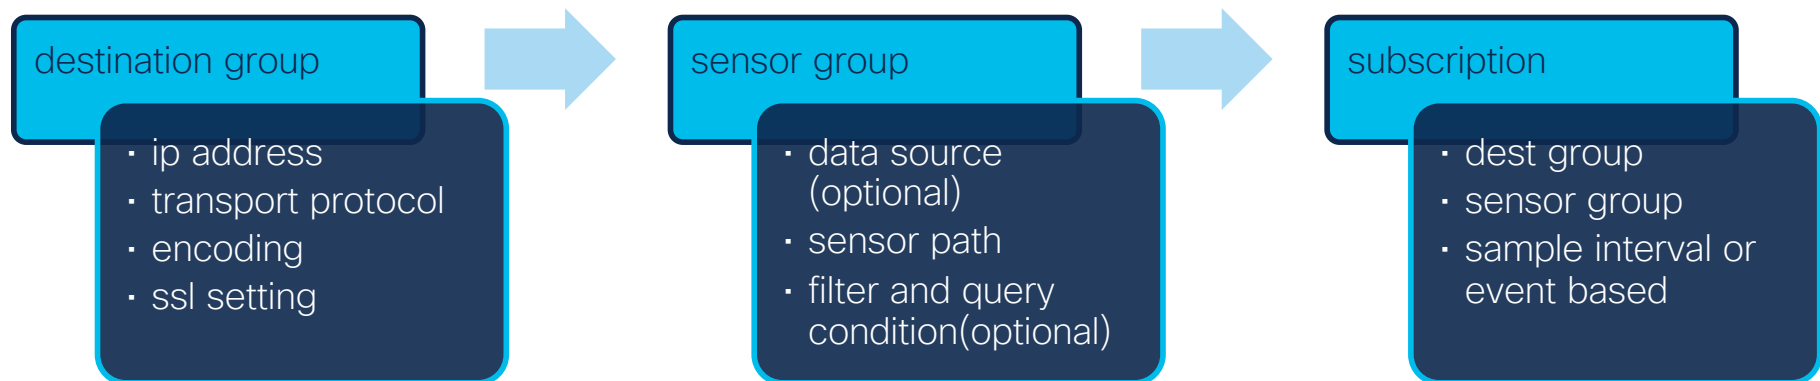 destination group
· ip address
· transport protocol
· encoding
· ssl setting
sensor group
· data source
(optional)
· sensor path
· filter and query
condition(optional)
subscription
· dest group
· sensor group
· sample interval or
event based